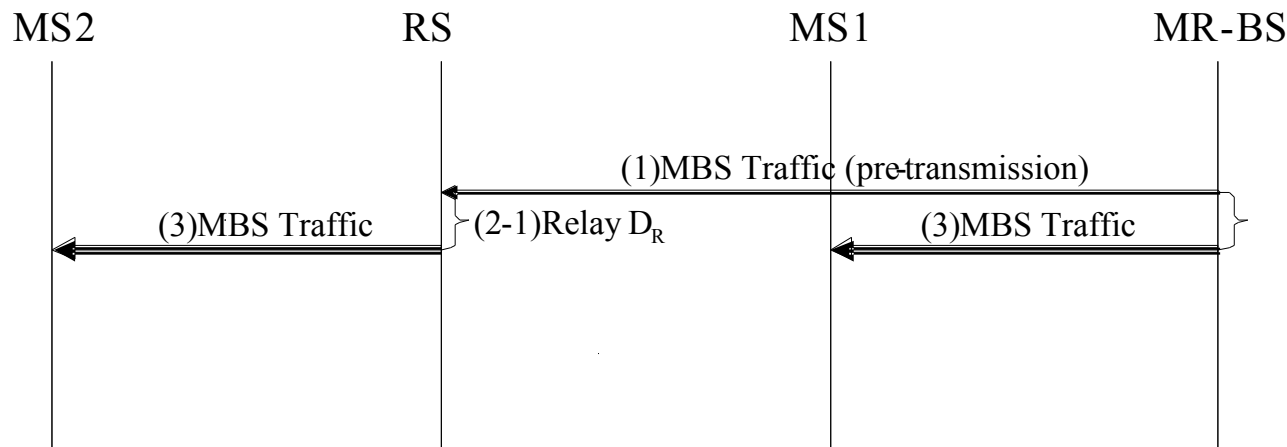 MS2 RS MS1 MR-BS
(1)MBS Traffic (pre-transmission)
(3)MBS Traffic (2-1)Relay D_R (3)MBS Traffic